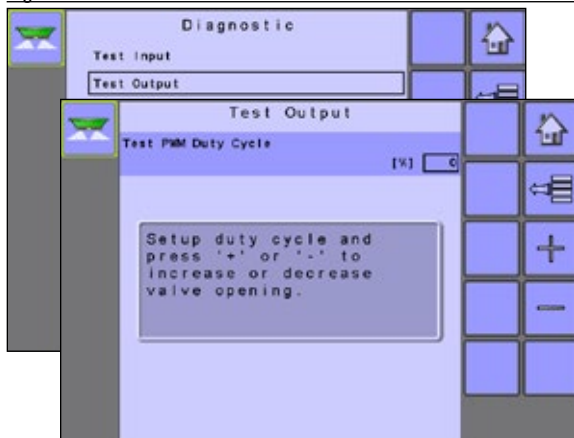 Diagnostic
Test Input
Test Output
Test Output
Test PWM Duty Cycle
[%] 0
Setup duty cycle and
press '+' or '-' to
increase or decrease
valve opening.